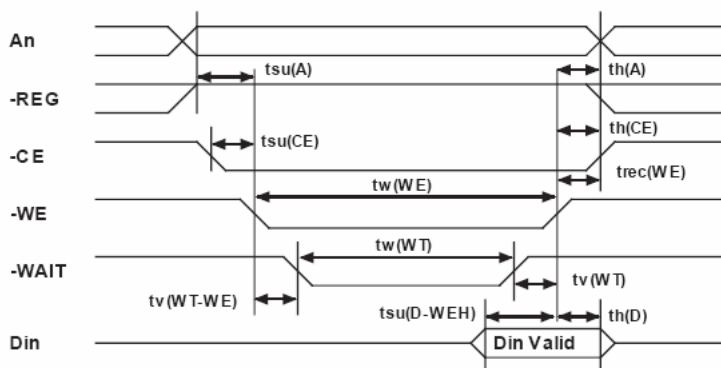 An
tsu(A)
th(A)
-REG
tsu(CE)
th(CE)
-CE
tw(WE)
trec(WE)
-WE
tw(WT)
-WAIT
tv(WT-WE)
tv(WT)
tsu(D-WEH)
th(D)
Din
Din Valid